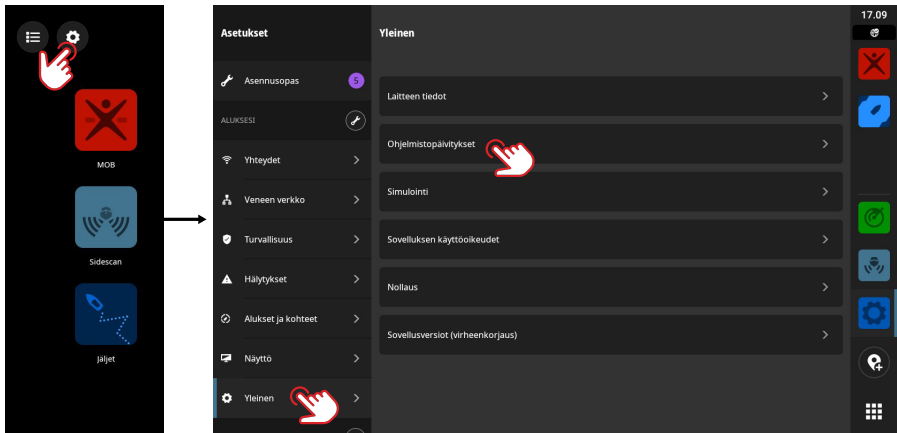 MOB
Sidescan
Jäljet
Asetukset
Asennusopas
5
ALUKSESI
Yhteydet
Veneen verkko
Turvallisuus
Hälytykset
Alukset ja kohteet
Näyttö
Yleinen
Yleinen
Laitteen tiedot
Ohjelmistopäivitykset
Simulointi
Sovelluksen käyttöoikeudet
Nollaus
Sovellusversiot (virheenkorjaus)
17.09